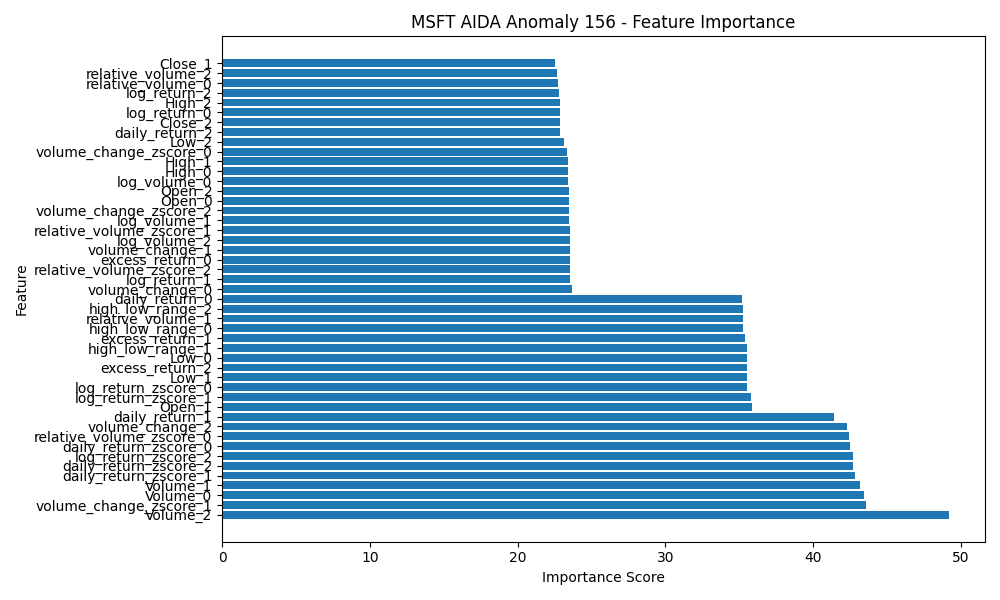 MSFT AIDA Anomaly 156 - Feature Importance
Close_1
relative_volume_2
relative_volume_0
log_return_2
High_2
log_return_0
Close_2
daily_return_2
Low_2
volume_change_zscore_0
High_1
High_0
log_volume_0
Open_2
Open_0
volume_change_zscore_2
log_volume_1
relative_volume_zscore_1
log_volume_2
volume_change_1
excess_return_0
relative_volume_zscore_2
log_return_1
volume_change_0
daily_return_0
high_low_range_2
relative_volume_1
high_low_range_0
excess_return_1
high_low_range_1
Low_0
excess_return_2
Low_1
log_return_zscore_0
log_return_zscore_1
Open_1
daily_return_1
volume_change_2
relative_volume_zscore_0
daily_return_zscore_0
log_return_zscore_2
daily_return_zscore_2
daily_return_zscore_1
Volume_1
Volume_0
volume_change_zscore_1
Volume_2
Feature
0 10 20 30 40 50
Importance Score